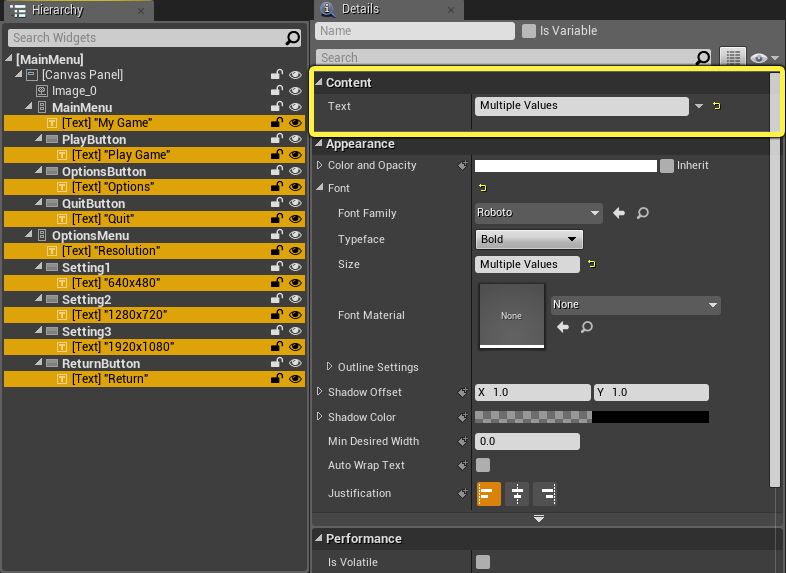 Hierarchy
Search Widgets
[MainMenu]
[Canvas Panel]
Image_0
MainMenu
[Text] "My Game"
PlayButton
[Text] "Play Game"
OptionsButton
[Text] "Options"
QuitButton
[Text] "Quit"
OptionsMenu
[Text] "Resolution"
Setting1
[Text] "640x480"
Setting2
[Text] "1280x720"
Setting3
[Text] "1920x1080"
ReturnButton
[Text] "Return"
Details
Name
Is Variable
Search
Content
Text Multiple Values
Appearance
Color and Opacity Inherit
Font
Font Family Roboto
Typeface Bold
Size Multiple Values
Font Material None None
Outline Settings
Shadow Offset X 1.0 Y 1.0
Shadow Color
Min Desired Width 0.0
Auto Wrap Text
Justification
Performance
Is Volatile